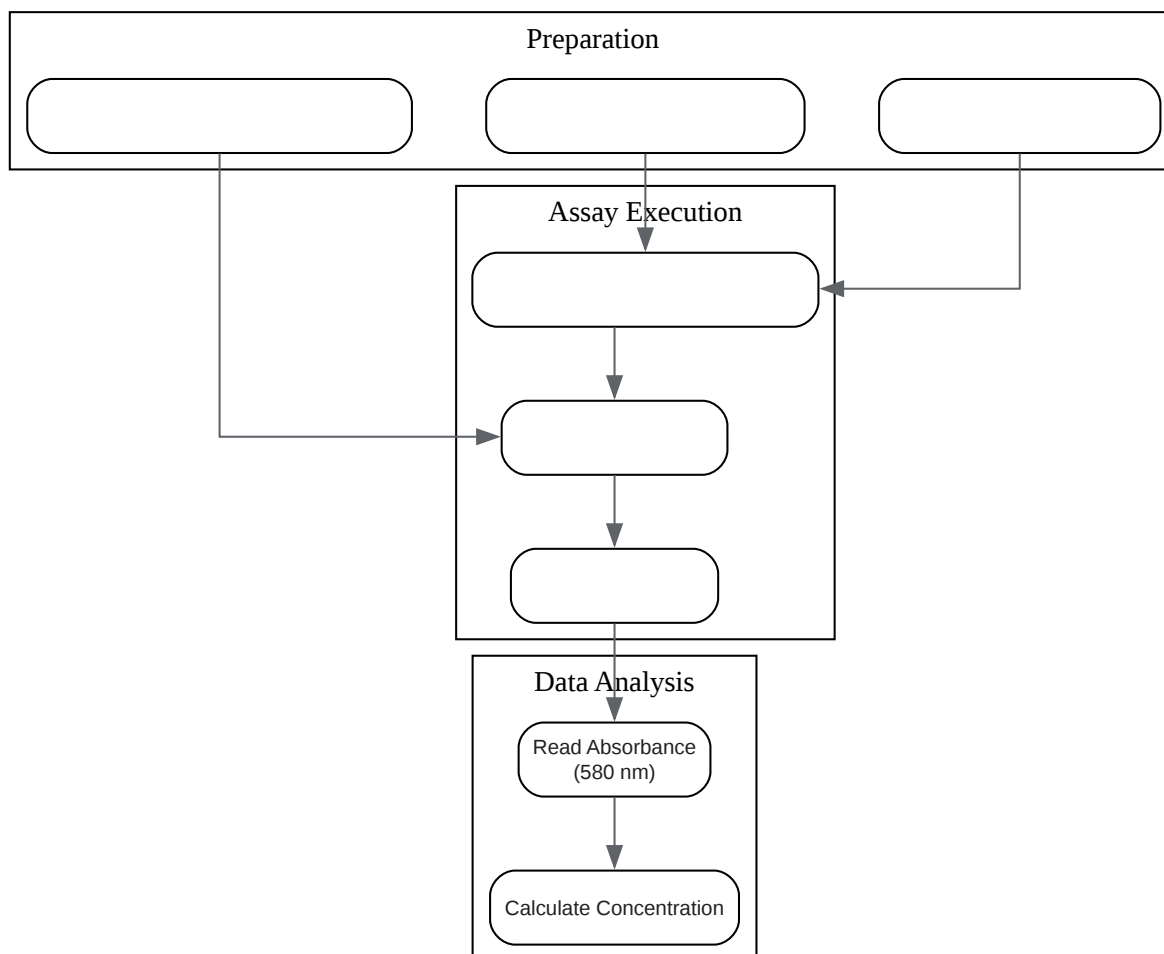 Preparation
Assay Execution
Data Analysis
Read Absorbance
(580 nm)
Calculate Concentration